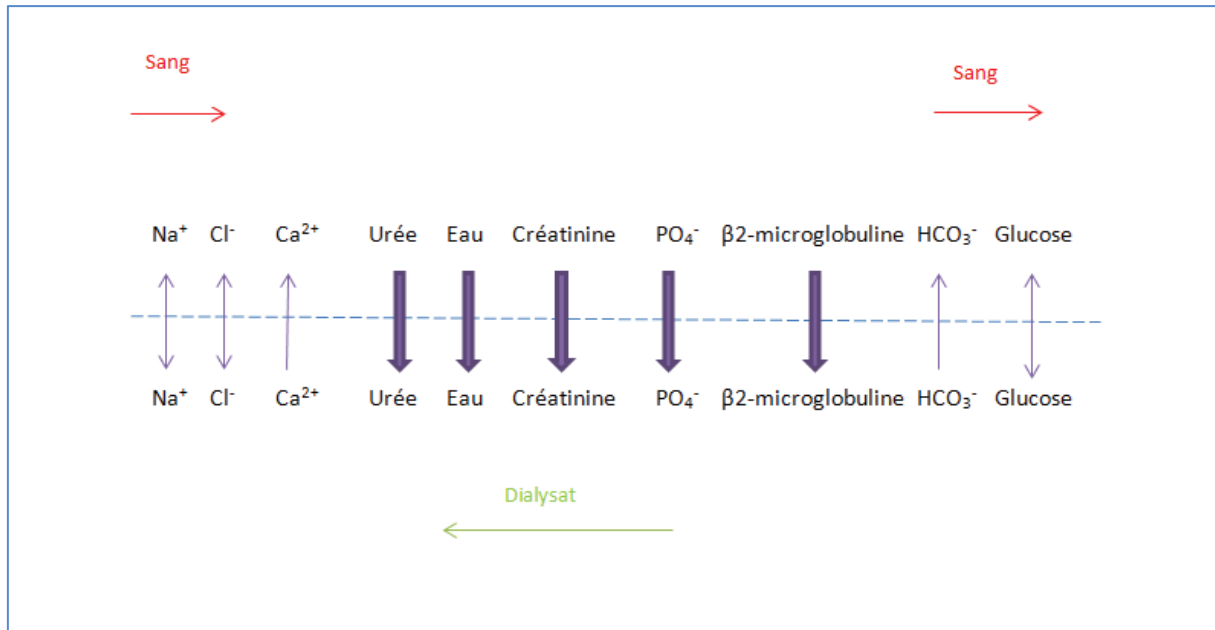 Sang
Sang
Na⁺ Cl⁻ Ca²⁺ Urée Eau Créatinine PO₄⁻ β2-microglobuline HCO₃⁻ Glucose
Na⁺ Cl⁻ Ca²⁺ Urée Eau Créatinine PO₄⁻ β2-microglobuline HCO₃⁻ Glucose
Dialysat